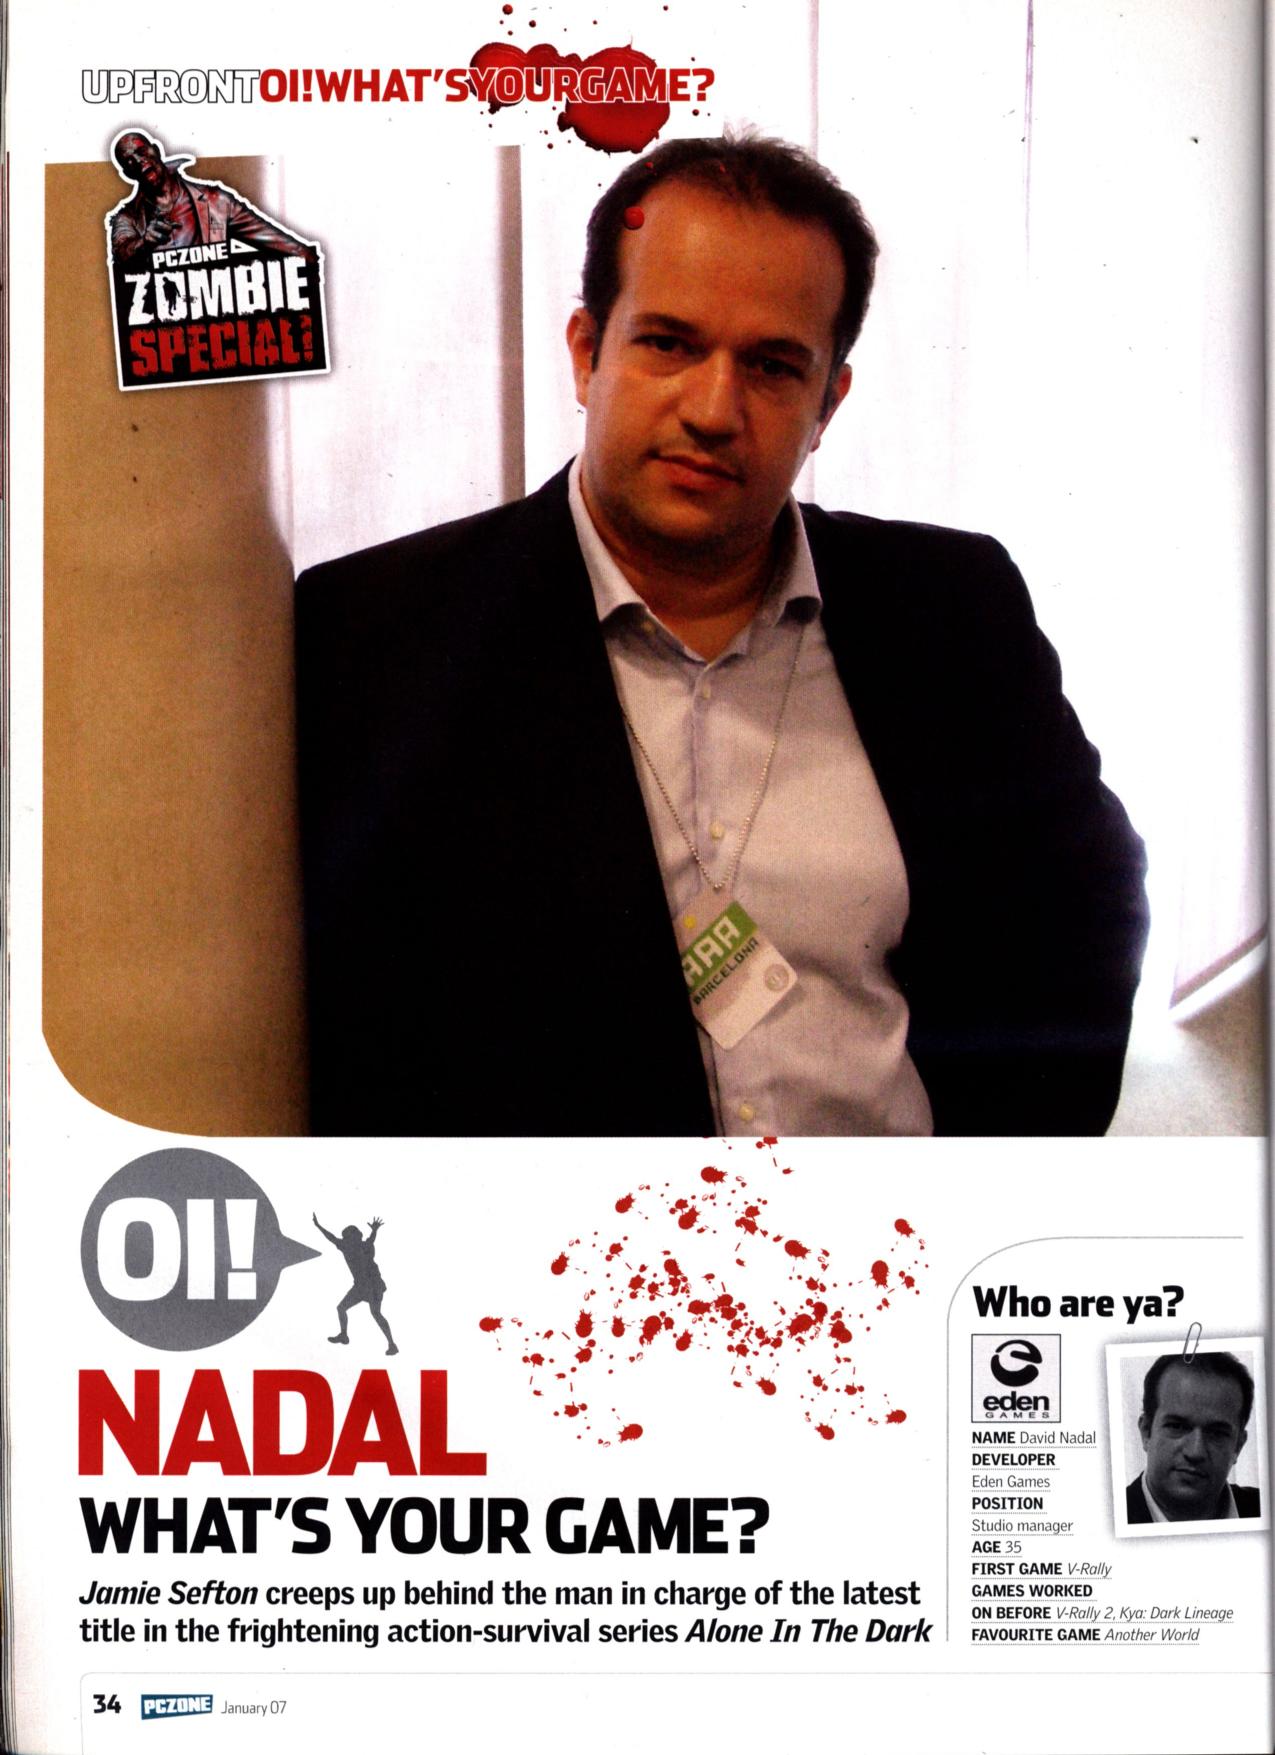 UPFRONTOI!WHAT'SYOURGAME?
PCZONE
ZOMBIE
SPECIAL!
AAA
BARCELONA
OI!
NADAL
WHAT'S YOUR GAME?
Jamie Sefton creeps up behind the man in charge of the latest
title in the frightening action-survival series Alone In The Dark
Who are ya?
eden
GAMES
NAME David Nadal
DEVELOPER
Eden Games
POSITION
Studio manager
AGE 35
FIRST GAME V-Rally
GAMES WORKED
ON BEFORE V-Rally 2, Kya: Dark Lineage
FAVOURITE GAME Another World
34 PCZONE January 07